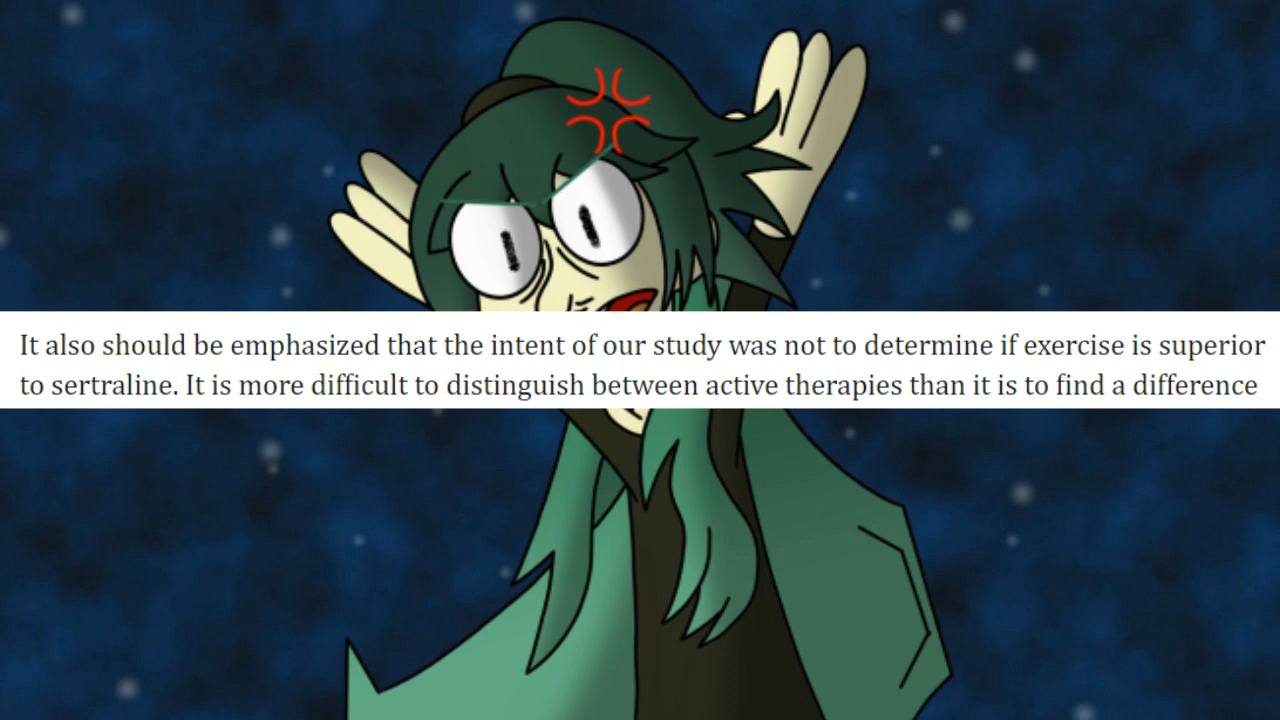 It also should be emphasized that the intent of our study was not to determine if exercise is superior
to sertraline. It is more difficult to distinguish between active therapies than it is to find a difference